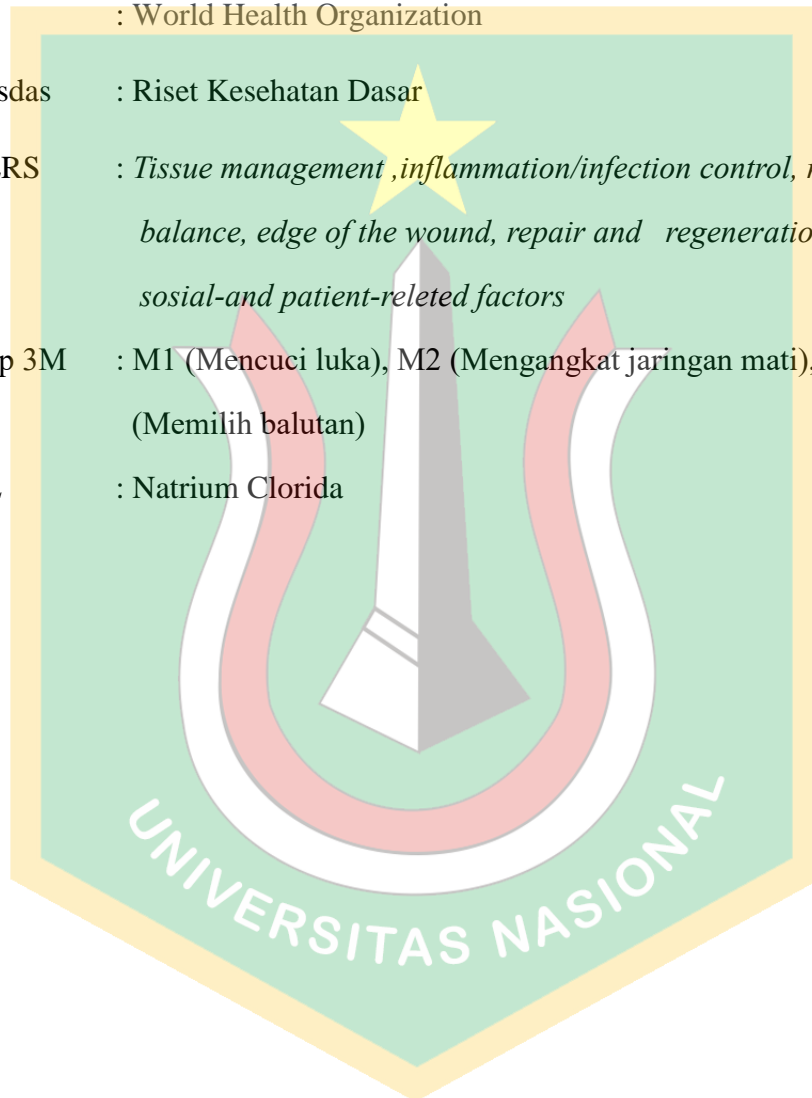 : World Health Organization
sdas : Riset Kesehatan Dasar
RS : Tissue management ,inflammation/infection control,
balance, edge of the wound, repair and regeneratio
sosial-and patient-releted factors
p 3M : M1 (Mencuci luka), M2 (Mengangkat jaringan mati),
(Memilih balutan)
: Natrium Clorida
UNIVERSITAS NASIONAL